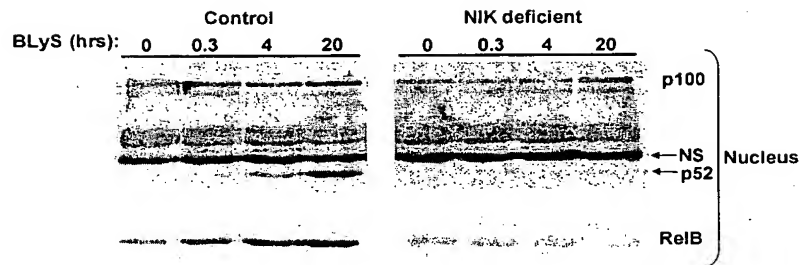 Control NIK deficient
BLyS (hrs): 0 0.3 4 20 0 0.3 4 20
p100
←NS
←p52
Nucleus
RelB